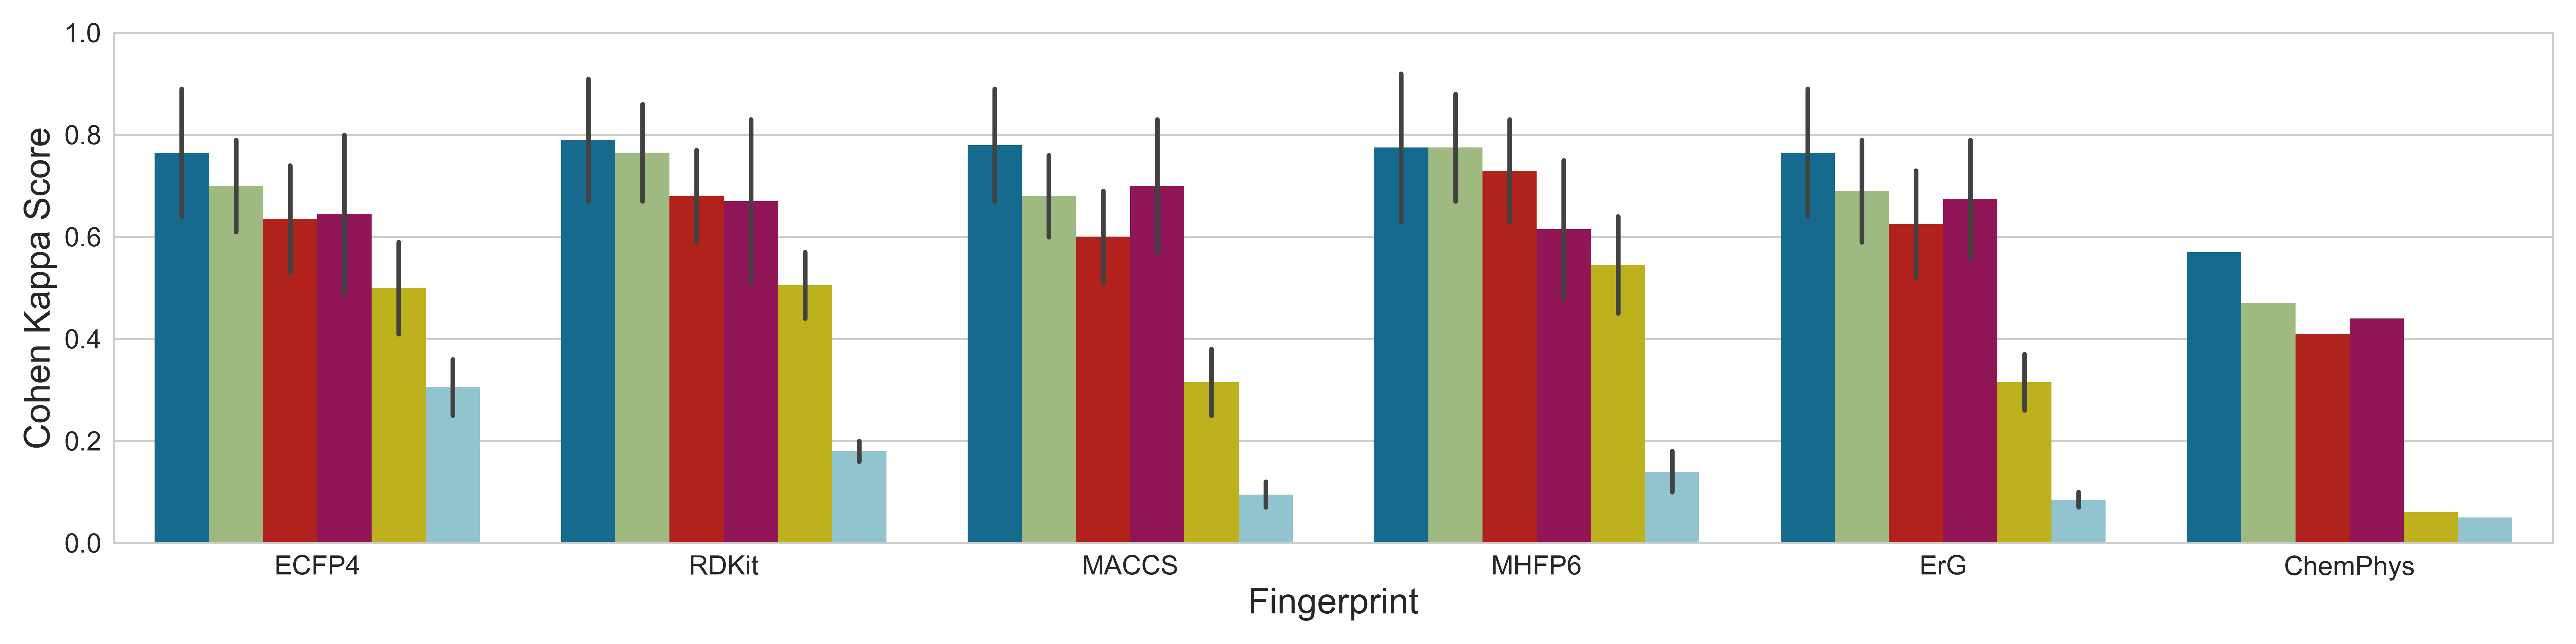 1.0
0.8
0.6
0.4
0.2
0.0
Cohen Kappa Score
ECFP4
RDKit
MACCS
MHFP6
ErG
ChemPhys
Fingerprint